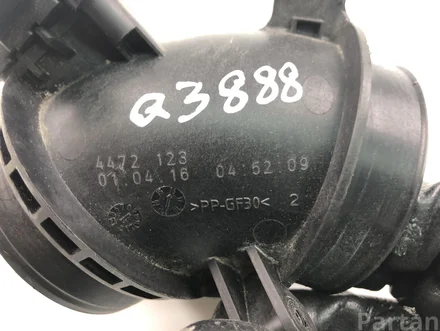 Q3888
4472 123
01.04.16 04:52:09
>PP-GF30< 2
Partan